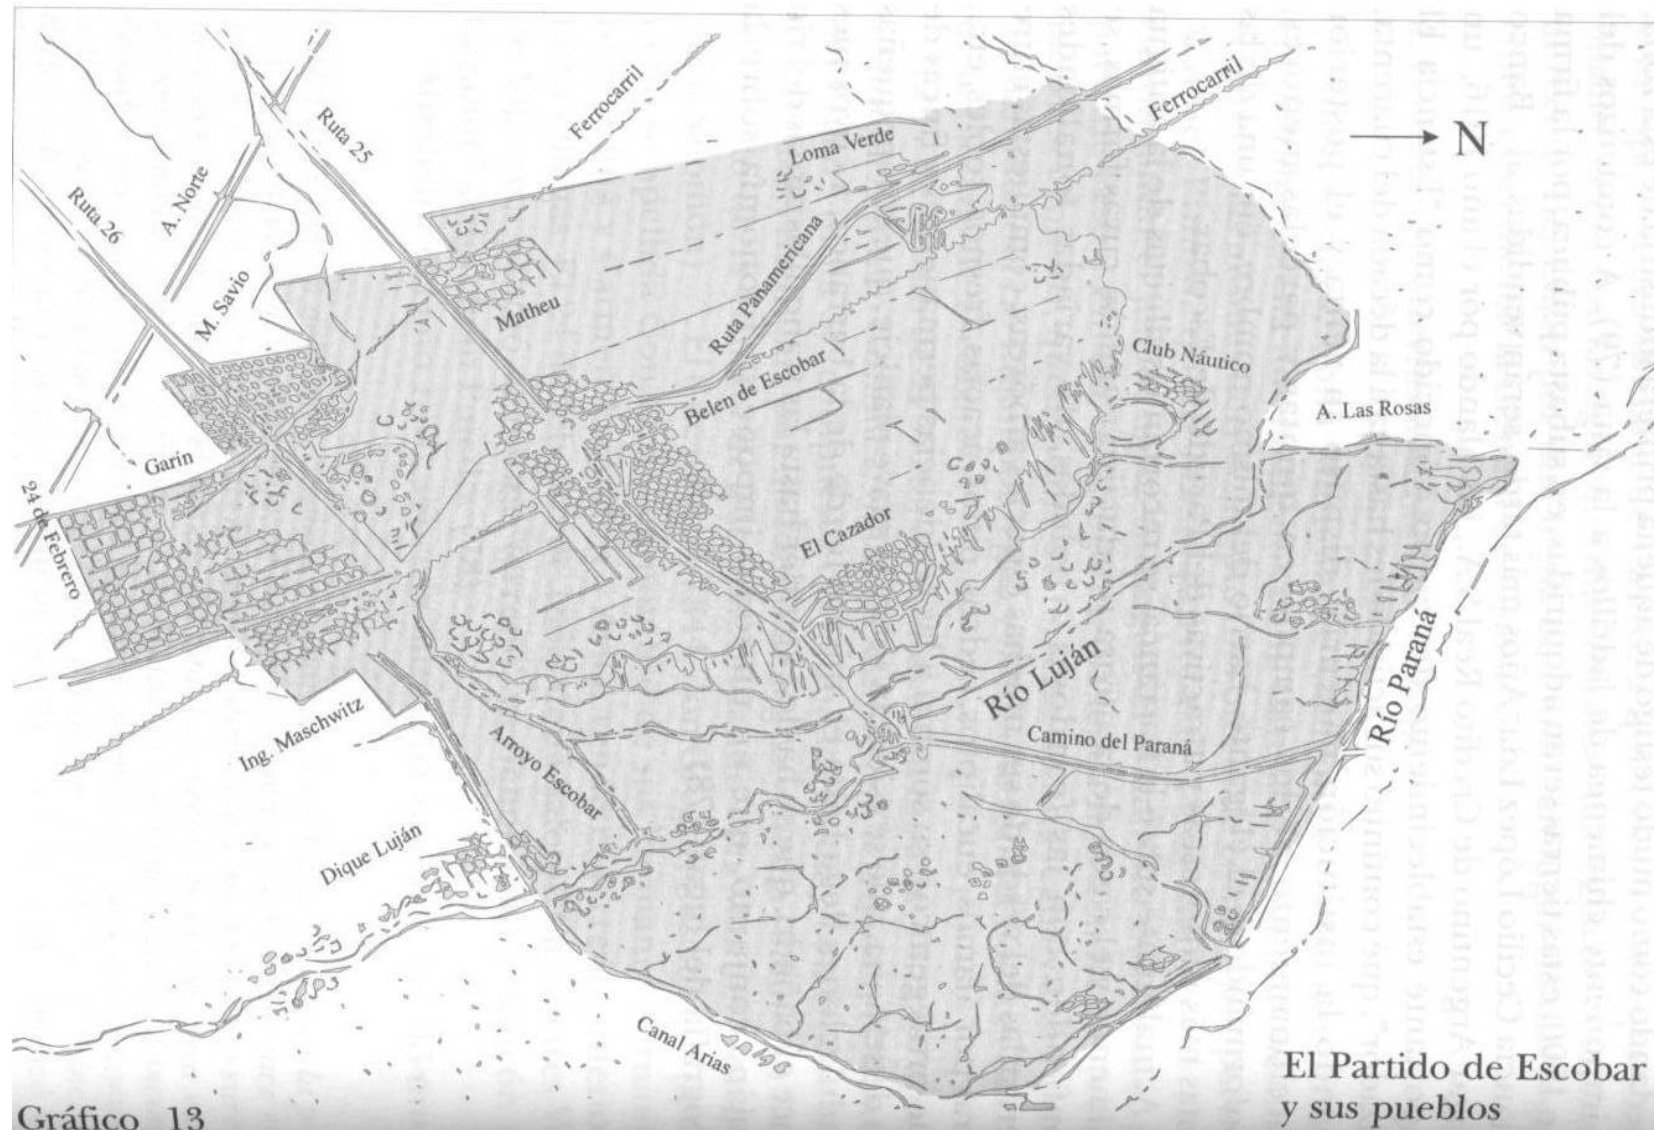 Ruta 25
Ferrocarril
Ferrocarril
N
Loma Verde
A. Norte
Ruta 26
M. Savio
Matheu
Ruta Panamericana
Belen de Escobar
Club Náutico
A. Las Rosas
Garin
24 de Febrero
El Cazador
Río Luján
Río Paraná
Camino del Paraná
Ing. Maschwitz
Arroyo Escobar
Dique Luján
Canal Arias
El Partido de Escobar
y sus pueblos
Gráfico 13